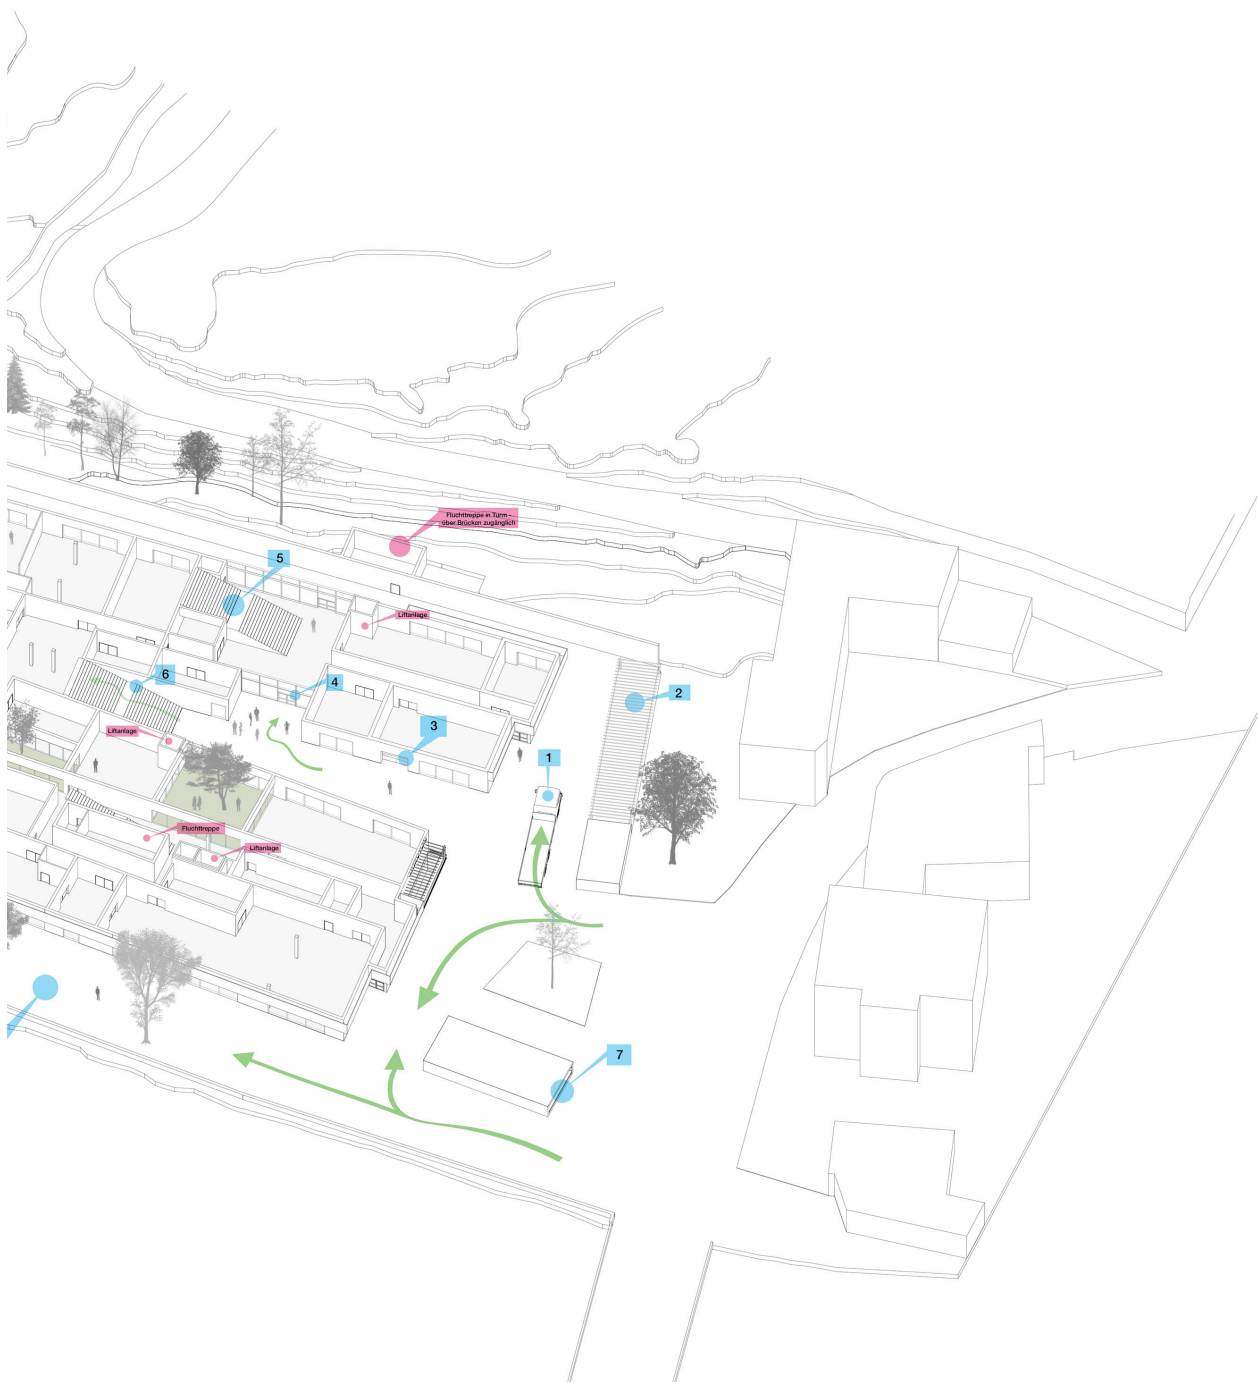 Fluchttreppe in Turm -
über Brücken zugänglich
5
Liftanlage
6
4
2
3
Liftanlage
1
Fluchttreppe
Liftanlage
7